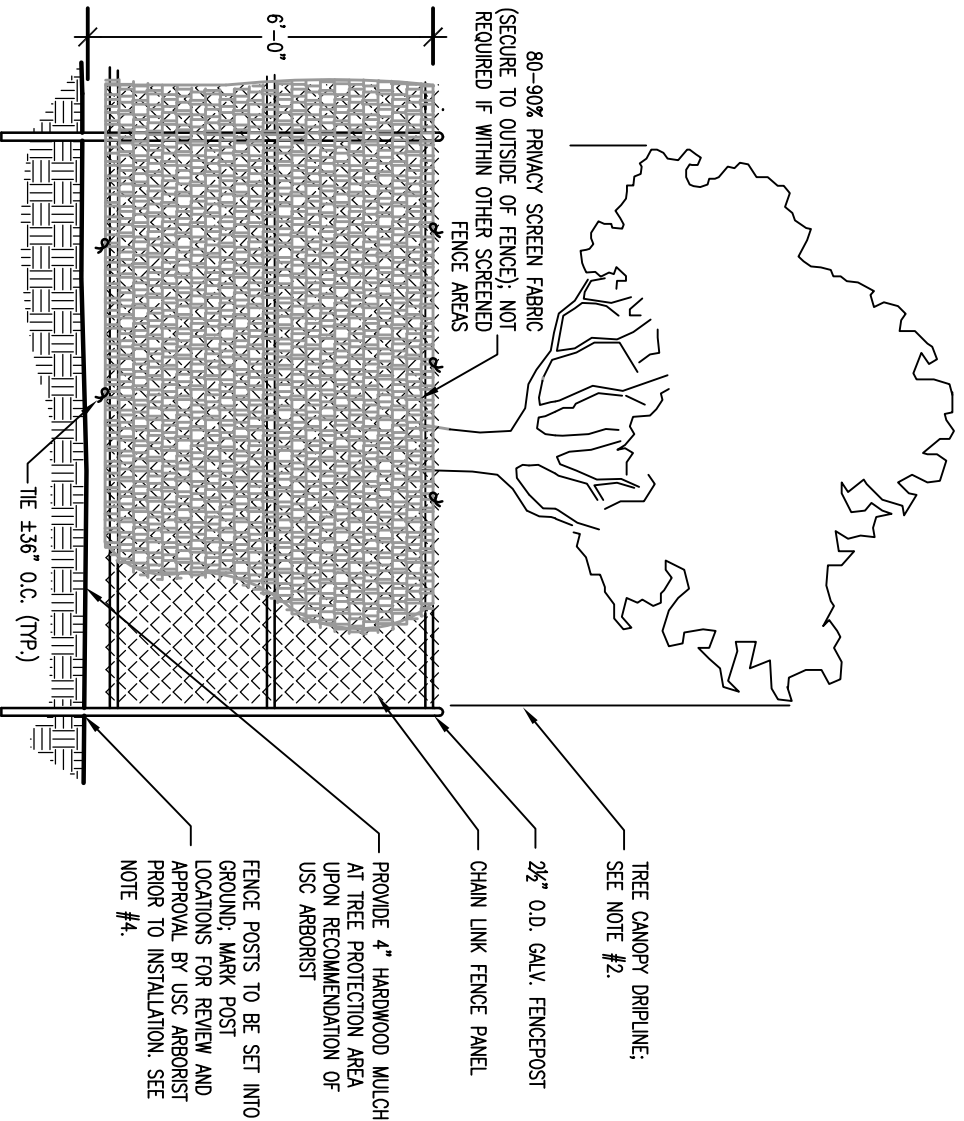 6'-0"
80-90% PRIVACY SCREEN FABRIC
(SECURE TO OUTSIDE OF FENCE); NOT
REQUIRED IF WITHIN OTHER SCREENED
FENCE AREAS
TIE ±36" O.C. (TYP.)
TREE CANOPY DRIPLINE;
SEE NOTE #2.
2½" O.D. GALV. FENCEPOST
CHAIN LINK FENCE PANEL
PROVIDE 4" HARDWOOD MULCH
AT TREE PROTECTION AREA
UPON RECOMMENDATION OF
USC ARBORIST
FENCE POSTS TO BE SET INTO
GROUND; MARK POST
LOCATIONS FOR REVIEW AND
APPROVAL BY USC ARBORIST
PRIOR TO INSTALLATION. SEE
NOTE #4.